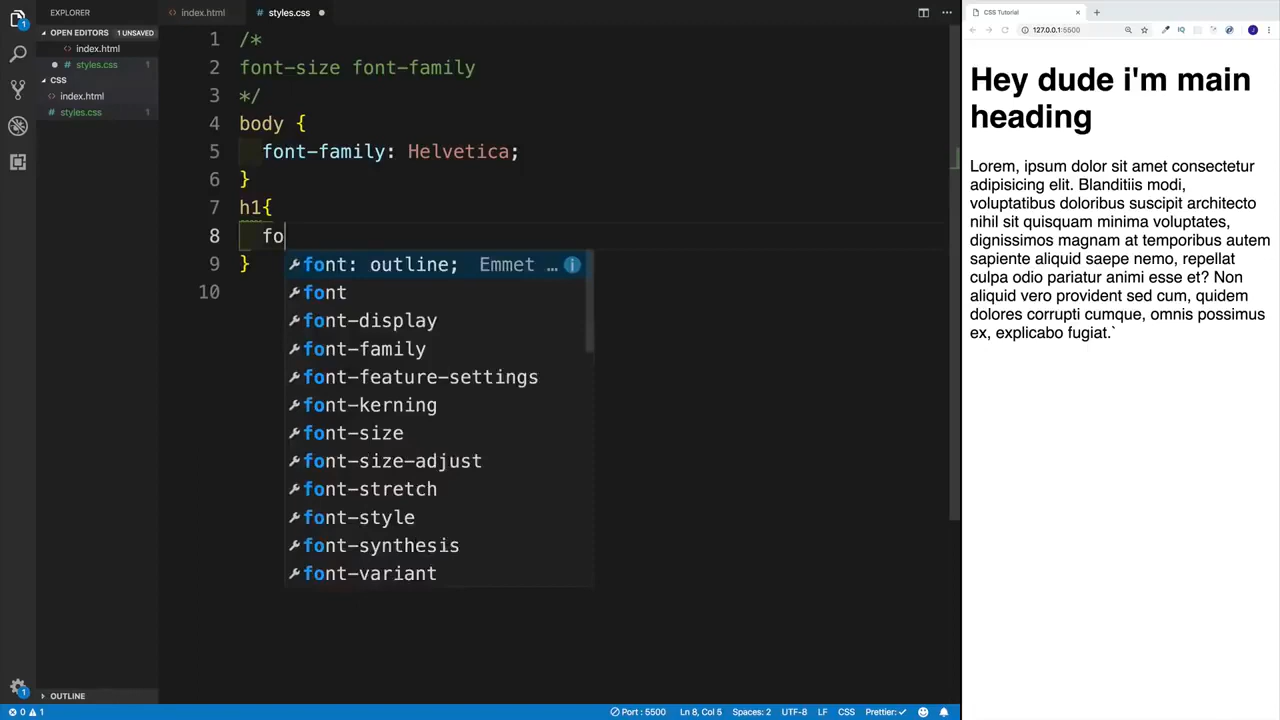 EXPLORER
OPEN EDITORS 1 UNSAVED
index.html
# styles.css 1
CSS
index.html
# styles.css 1
OUTLINE
index.html
# styles.css
1 /*
2 font-size font-family
3 */
4 body {
5 font-family: Helvetica;
6 }
7 h1{
8 fo
font: outline; Emmet ...
font
font-display
font-family
font-feature-settings
font-kerning
font-size
font-size-adjust
font-stretch
font-style
font-synthesis
font-variant
9 }
10
CSS Tutorial
127.0.0.1:5500
Hey dude i'm main
heading
Lorem, ipsum dolor sit amet consectetur
adipisicing elit. Blanditiis modi,
voluptatibus doloribus suscipit architecto
nihil sit quisquam minima voluptates,
dignissimos magnam at temporibus autem
sapiente aliquid saepe nemo, repellat
culpa odio pariatur animi esse et? Non
aliquid vero provident sed cum, quidem
dolores corrupti cumque, omnis possimus
ex, explicabo fugiat.`
0 1 Port : 5500 Ln 8, Col 5 Spaces: 2 UTF-8 LF CSS Prettier: ✓